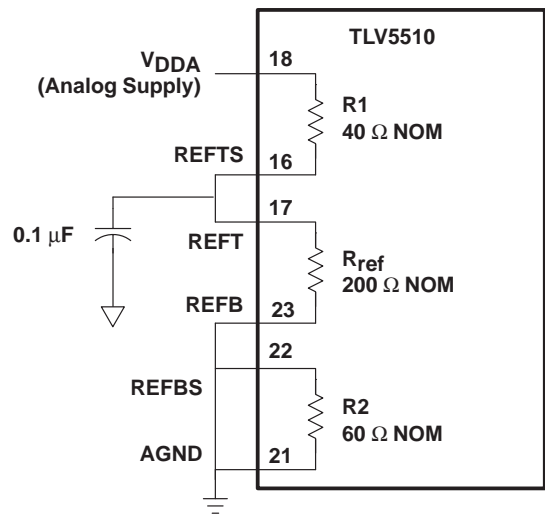 TLV5510
VDDA
(Analog Supply)
18
R1
40 Ω NOM
REFTS
16
17
0.1 μF
REFT
Rref
200 Ω NOM
REFB
23
22
REFBS
R2
60 Ω NOM
AGND
21